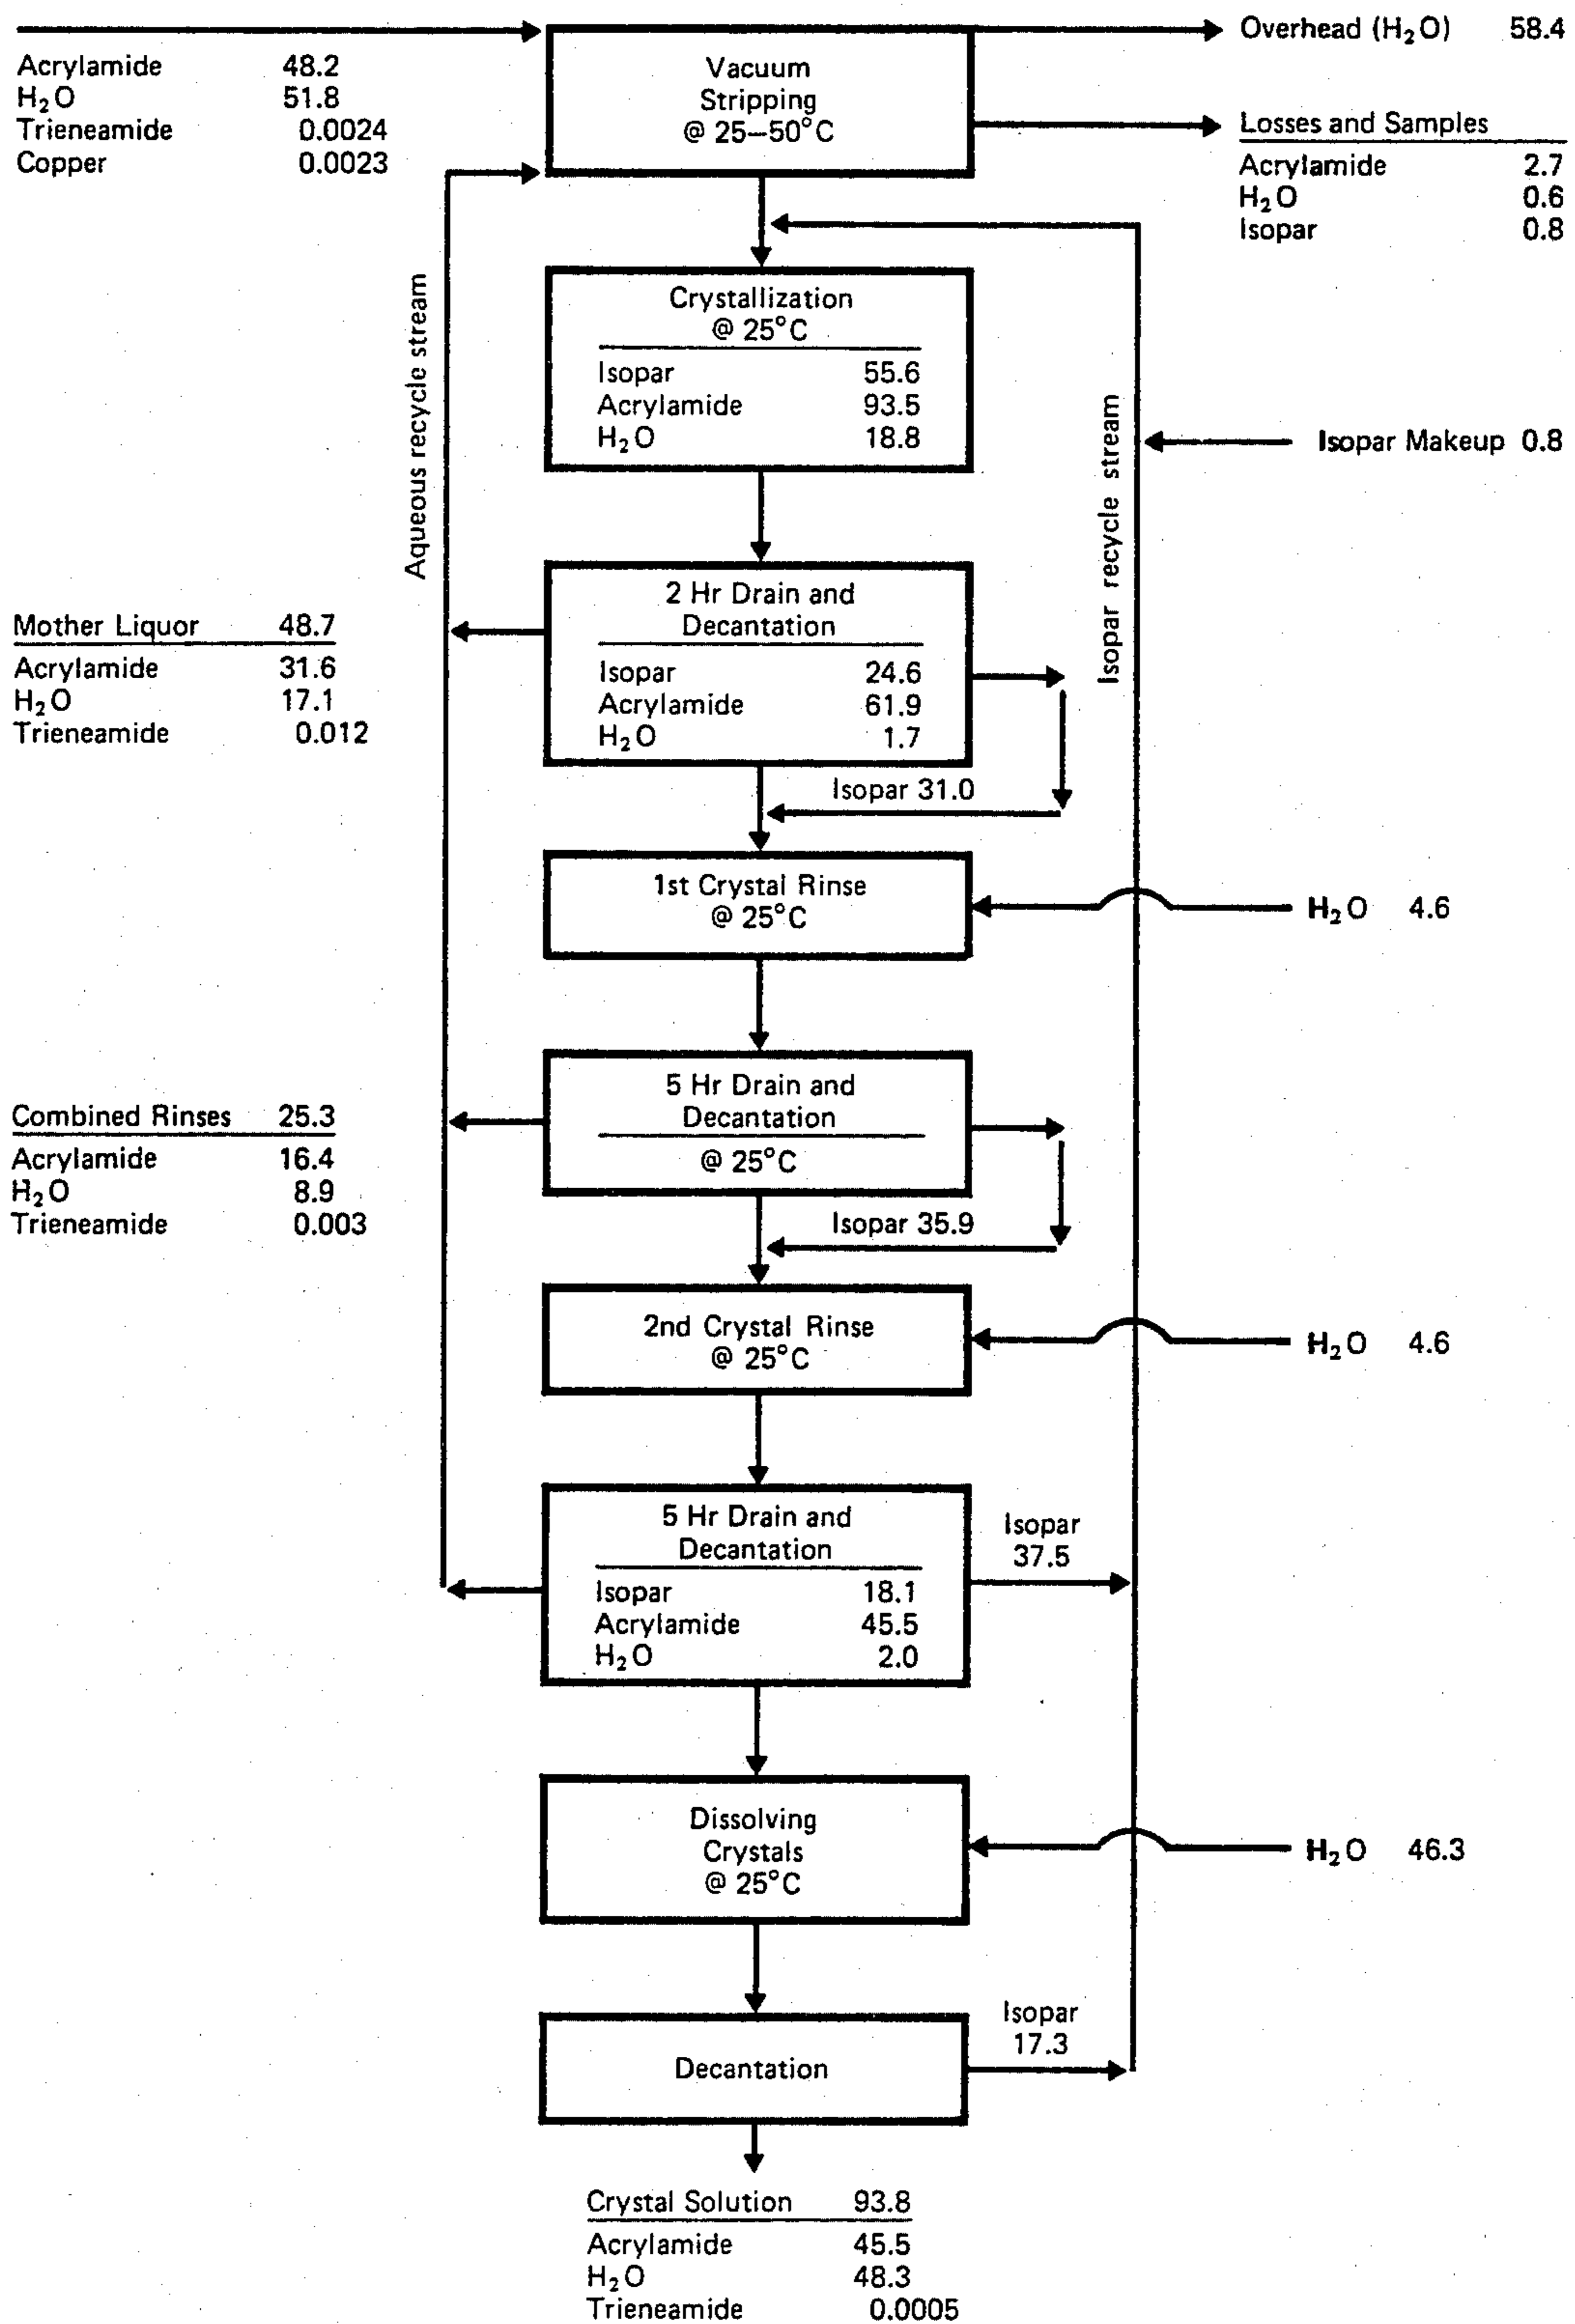 Overhead (H₂O) 58.4
Acrylamide 48.2
H₂O 51.8
Trieneamide 0.0024
Copper 0.0023
Vacuum
Stripping
@ 25–50°C
Losses and Samples
Acrylamide 2.7
H₂O 0.6
Isopar 0.8
Aqueous recycle stream
Crystallization
@ 25°C
Isopar 55.6
Acrylamide 93.5
H₂O 18.8
Isopar recycle stream
Isopar Makeup 0.8
Mother Liquor 48.7
Acrylamide 31.6
H₂O 17.1
Trieneamide 0.012
2 Hr Drain and
Decantation
Isopar 24.6
Acrylamide 61.9
H₂O 1.7
Isopar 31.0
1st Crystal Rinse
@ 25°C
H₂O 4.6
Combined Rinses 25.3
Acrylamide 16.4
H₂O 8.9
Trieneamide 0.003
5 Hr Drain and
Decantation
@ 25°C
Isopar 35.9
2nd Crystal Rinse
@ 25°C
H₂O 4.6
5 Hr Drain and
Decantation
Isopar 18.1
Acrylamide 45.5
H₂O 2.0
Isopar
37.5
Dissolving
Crystals
@ 25°C
H₂O 46.3
Decantation
Isopar
17.3
Crystal Solution 93.8
Acrylamide 45.5
H₂O 48.3
Trieneamide 0.0005